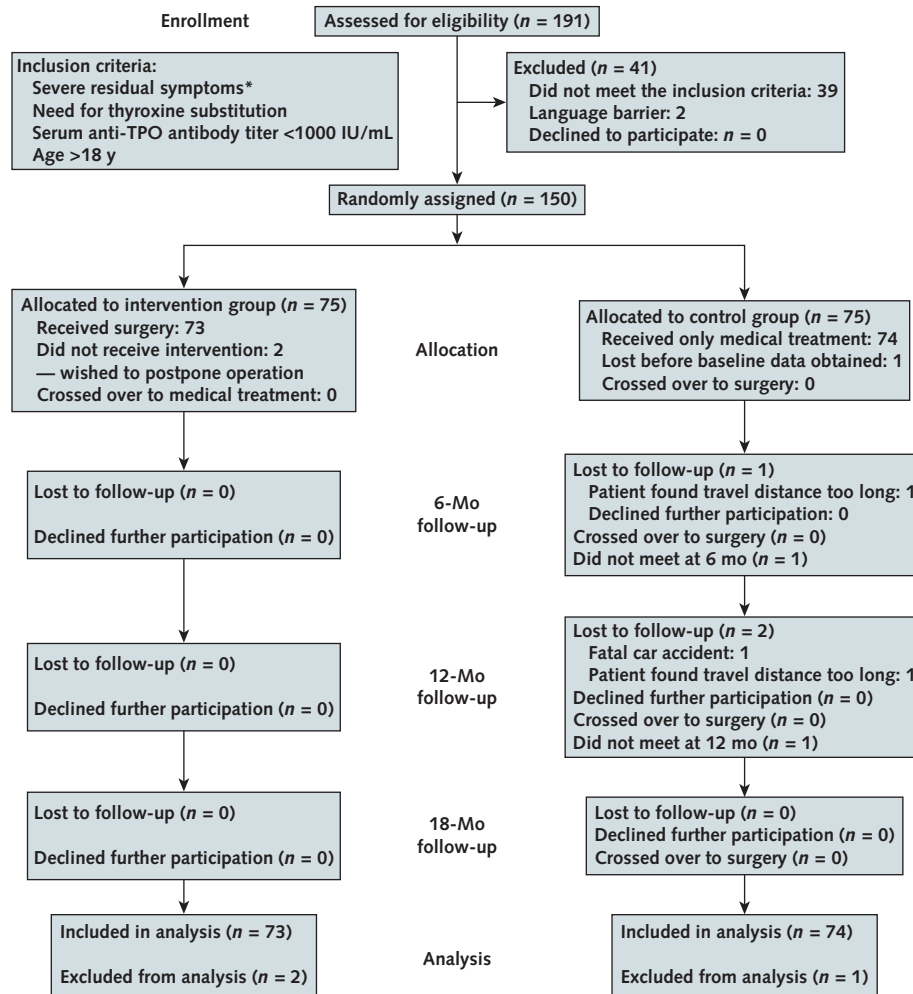 Enrollment
Assessed for eligibility (n = 191)
Inclusion criteria:
Severe residual symptoms*
Need for thyroxine substitution
Serum anti-TPO antibody titer <1000 IU/mL
Age >18 y
Excluded (n = 41)
Did not meet the inclusion criteria: 39
Language barrier: 2
Declined to participate: n = 0
Randomly assigned (n = 150)
Allocated to intervention group (n = 75)
Received surgery: 73
Did not receive intervention: 2
— wished to postpone operation
Crossed over to medical treatment: 0
Allocation
Allocated to control group (n = 75)
Received only medical treatment: 74
Lost before baseline data obtained: 1
Crossed over to surgery: 0
Lost to follow-up (n = 0)
Declined further participation (n = 0)
6-Mo
follow-up
Lost to follow-up (n = 1)
Patient found travel distance too long: 1
Declined further participation: 0
Crossed over to surgery (n = 0)
Did not meet at 6 mo (n = 1)
Lost to follow-up (n = 0)
Declined further participation (n = 0)
12-Mo
follow-up
Lost to follow-up (n = 2)
Fatal car accident: 1
Patient found travel distance too long: 1
Declined further participation (n = 0)
Crossed over to surgery (n = 0)
Did not meet at 12 mo (n = 1)
Lost to follow-up (n = 0)
Declined further participation (n = 0)
18-Mo
follow-up
Lost to follow-up (n = 0)
Declined further participation (n = 0)
Crossed over to surgery (n = 0)
Included in analysis (n = 73)
Excluded from analysis (n = 2)
Analysis
Included in analysis (n = 74)
Excluded from analysis (n = 1)